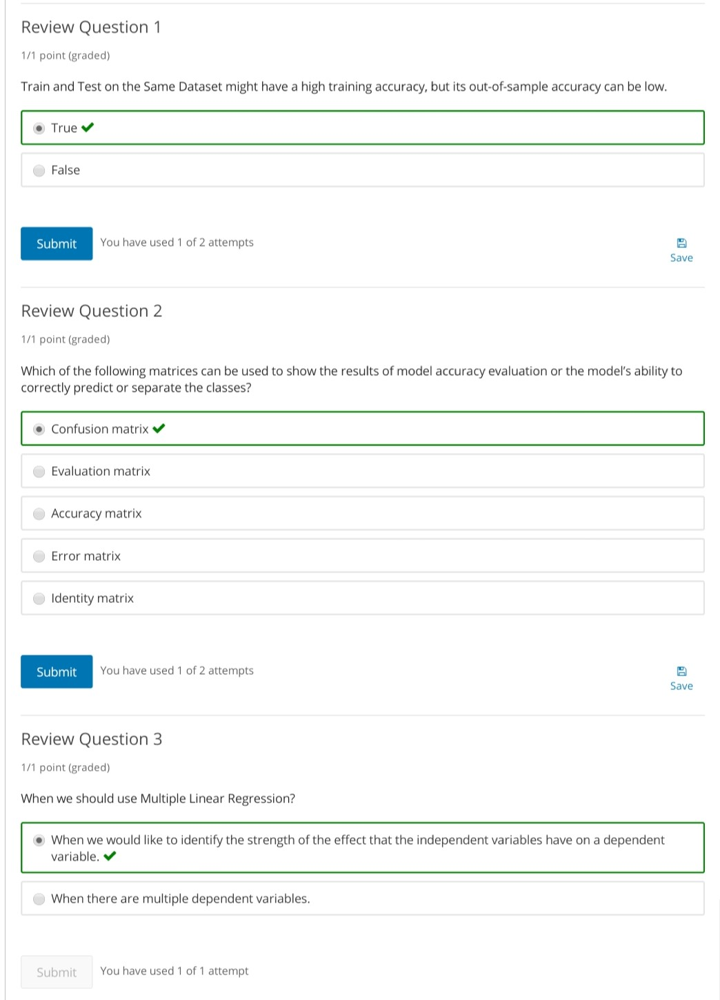 Review Question 1
1/1 point (graded)
Train and Test on the Same Dataset might have a high training accuracy, but its out-of-sample accuracy can be low.
True
False
Submit
You have used 1 of 2 attempts
Save
Review Question 2
1/1 point (graded)
Which of the following matrices can be used to show the results of model accuracy evaluation or the model's ability to
correctly predict or separate the classes?
Confusion matrix
Evaluation matrix
Accuracy matrix
Error matrix
Identity matrix
Submit
You have used 1 of 2 attempts
Save
Review Question 3
1/1 point (graded)
When we should use Multiple Linear Regression?
When we would like to identify the strength of the effect that the independent variables have on a dependent
variable.
When there are multiple dependent variables.
Submit
You have used 1 of 1 attempt